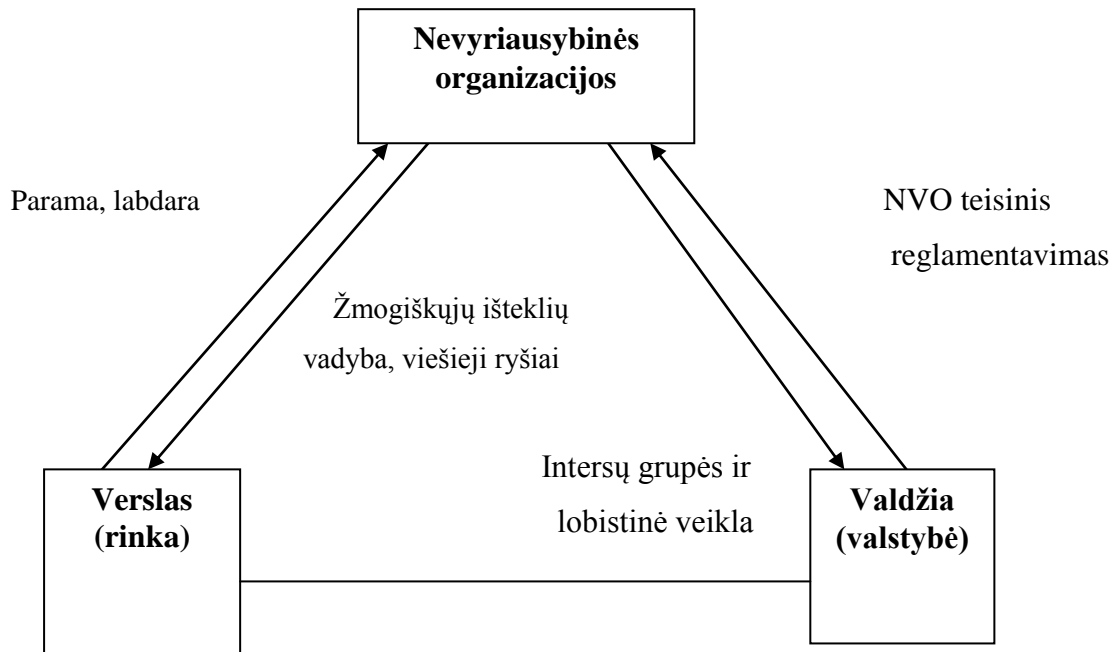 Nevyriausybinės
organizacijos
Parama, labdara
NVO teisinis
reglamentavimas
Žmogiškųjų išteklių
vadyba, viešieji ryšiai
Intersų grupės ir
lobistinė veikla
Verslas
(rinka)
Valdžia
(valstybė)